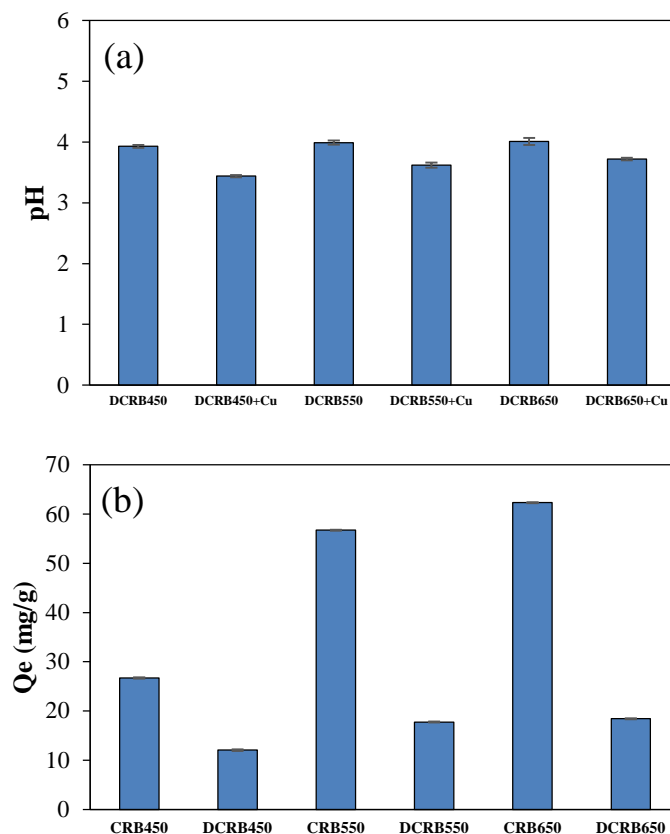 (a)
pH
6
5
4
3
2
1
0
DCRB450 DCRB450+Cu DCRB550 DCRB550+Cu DCRB650 DCRB650+Cu
(b)
Qe (mg/g)
70
60
50
40
30
20
10
0
CRB450 DCRB450 CRB550 DCRB550 CRB650 DCRB650